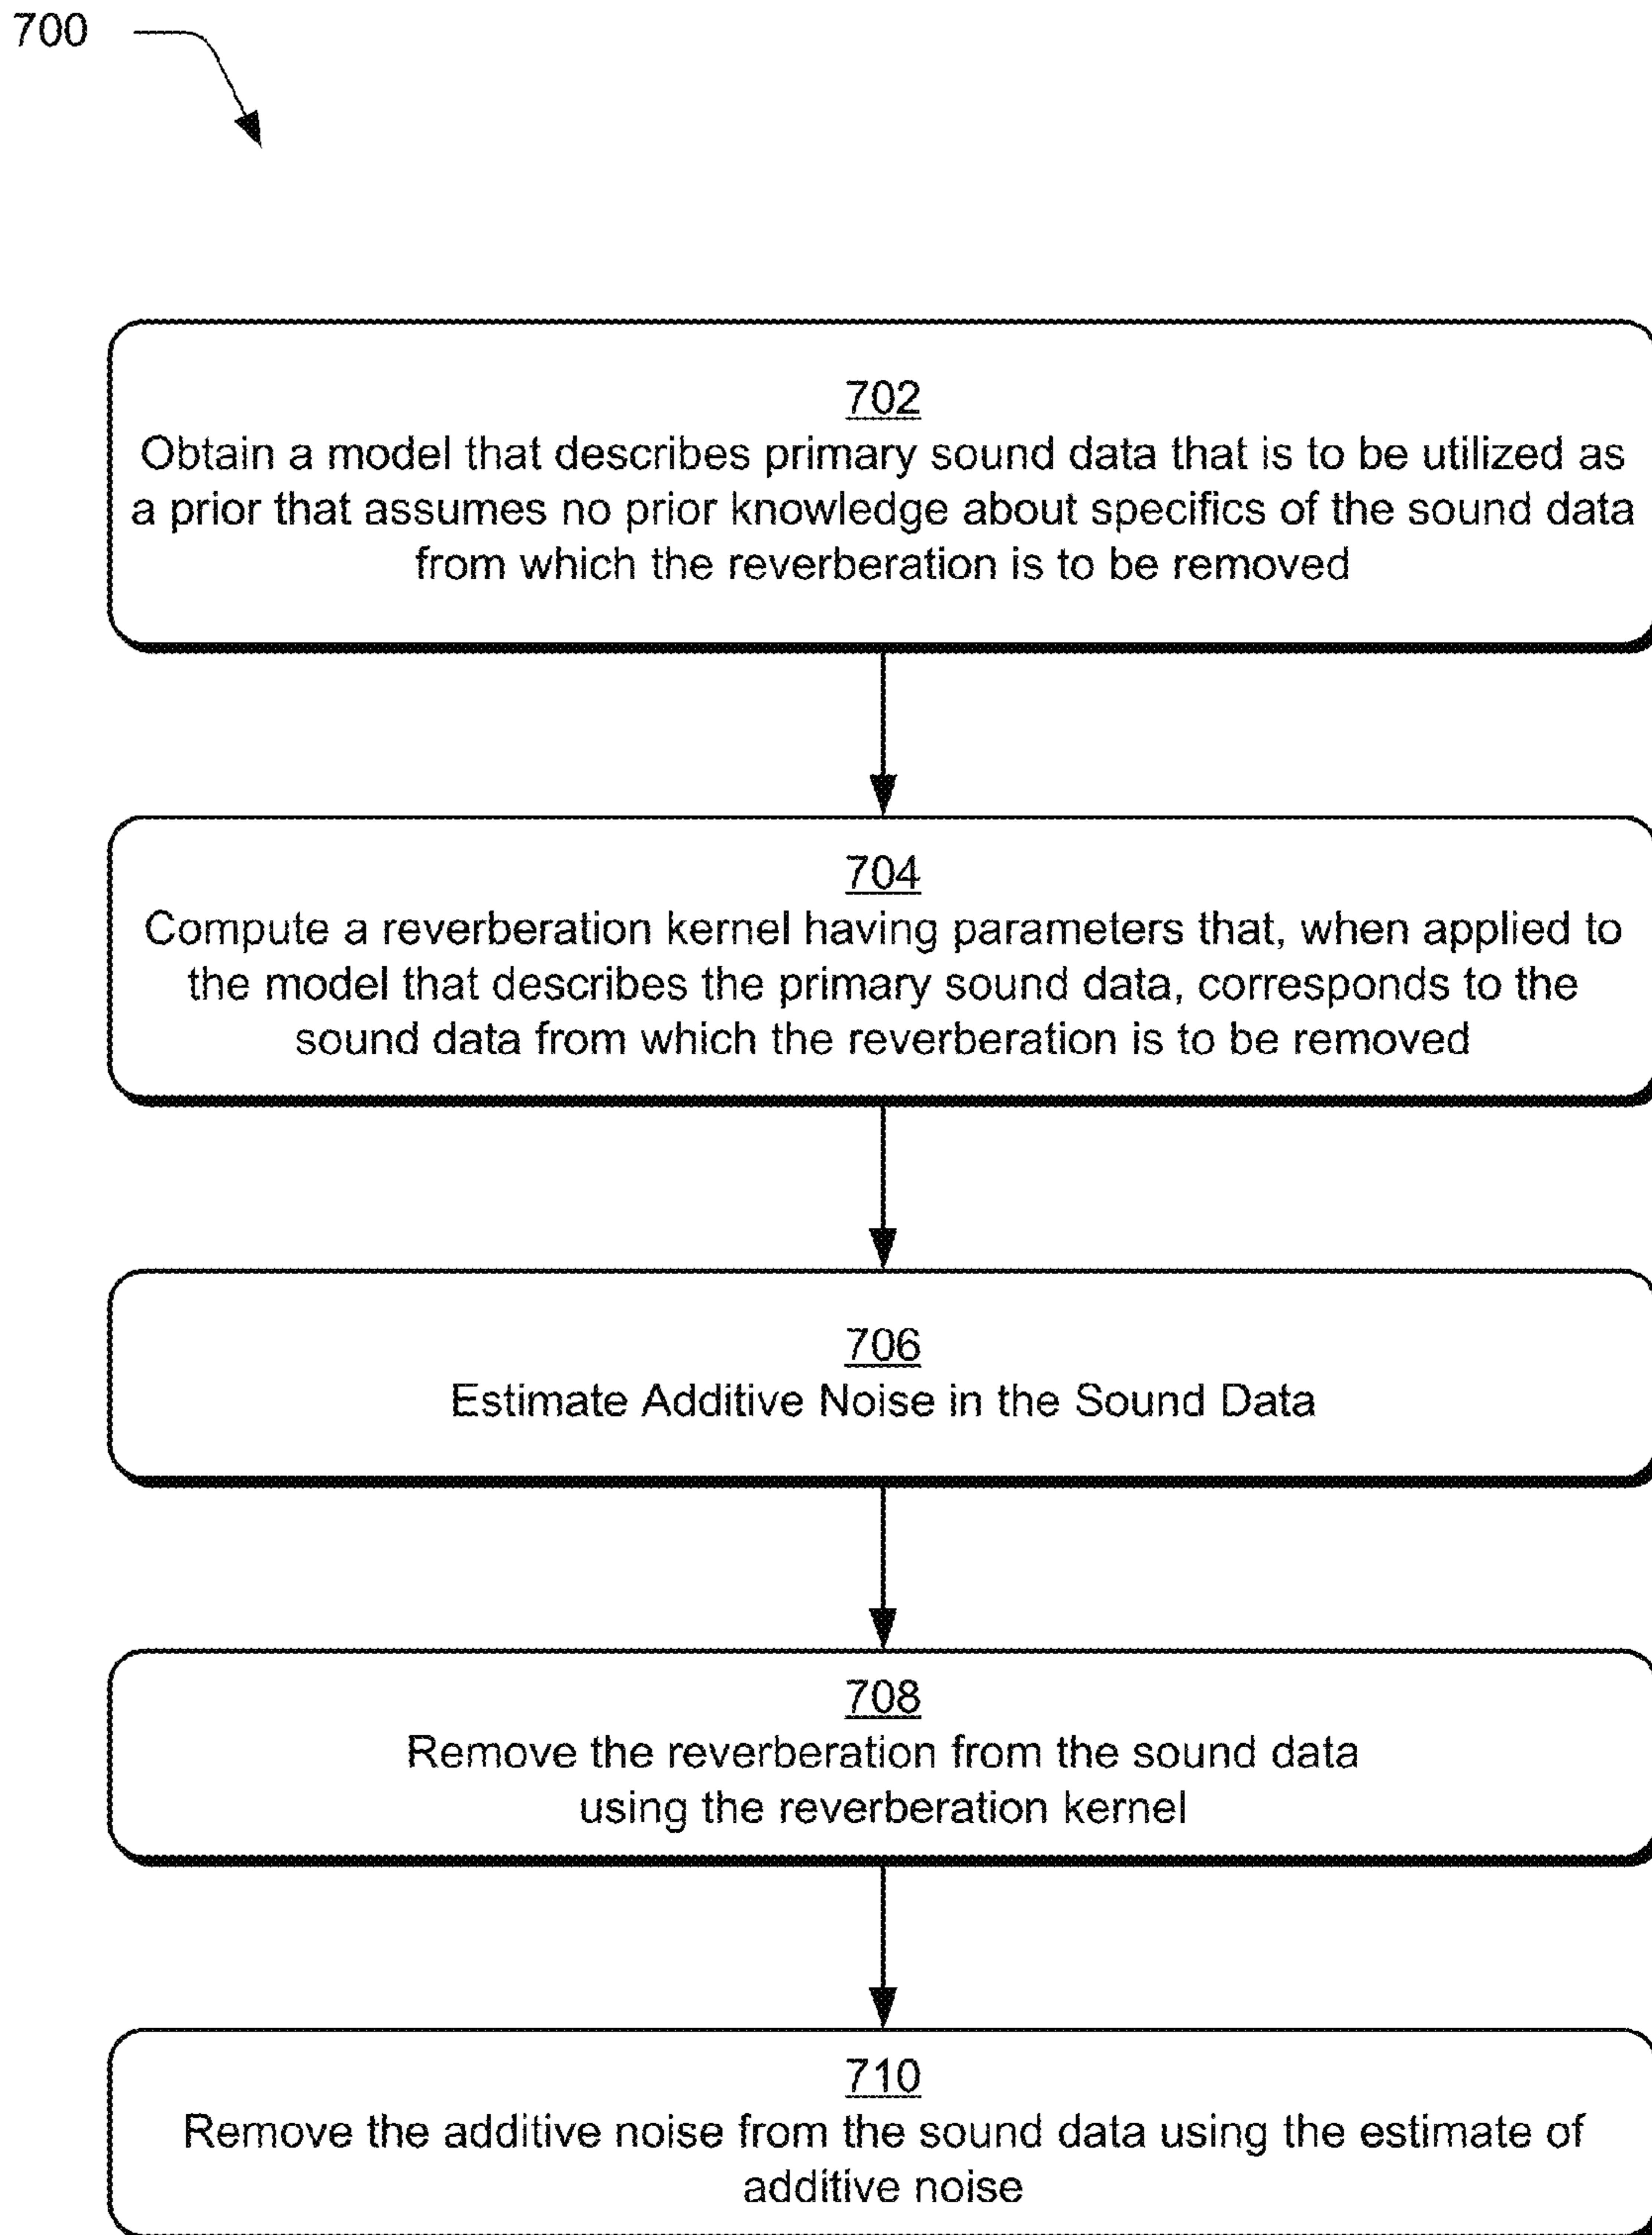 700
702
Obtain a model that describes primary sound data that is to be utilized as
a prior that assumes no prior knowledge about specifics of the sound data
from which the reverberation is to be removed
704
Compute a reverberation kernel having parameters that, when applied to
the model that describes the primary sound data, corresponds to the
sound data from which the reverberation is to be removed
706
Estimate Additive Noise in the Sound Data
708
Remove the reverberation from the sound data
using the reverberation kernel
710
Remove the additive noise from the sound data using the estimate of
additive noise